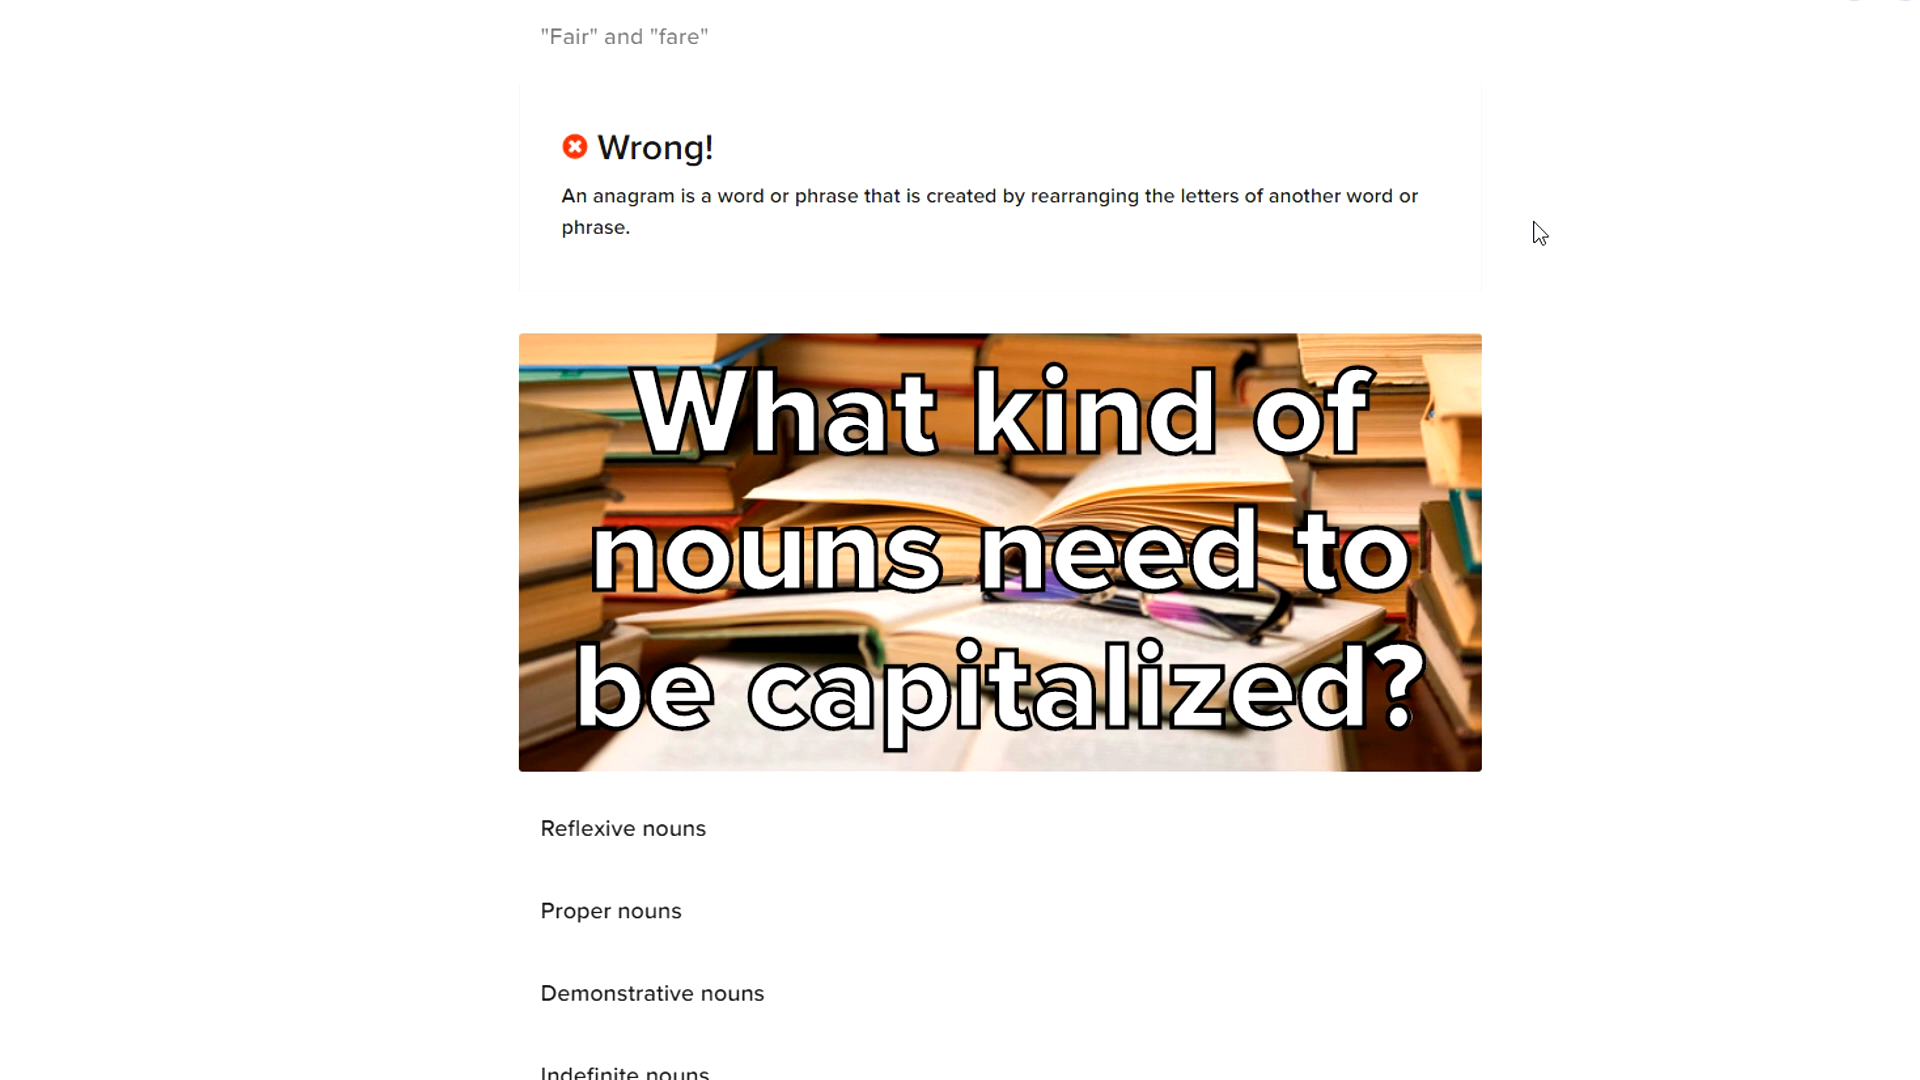 "Fair" and "fare"
Wrong!
An anagram is a word or phrase that is created by rearranging the letters of another word or
phrase.
What kind of
nouns need to
be capitalized?
Reflexive nouns
Proper nouns
Demonstrative nouns
Indefinite nouns